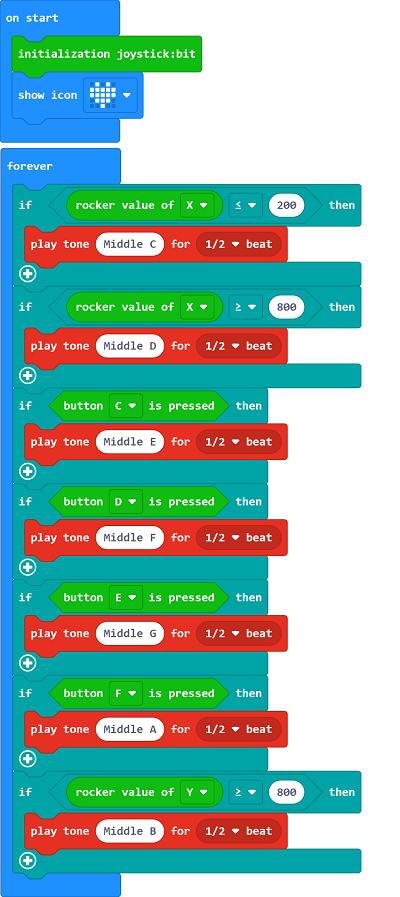 on start
initialization joystick:bit
show icon
forever
if rocker value of X ≤ 200 then
play tone Middle C for 1/2 beat
if rocker value of X ≥ 800 then
play tone Middle D for 1/2 beat
if button C is pressed then
play tone Middle E for 1/2 beat
if button D is pressed then
play tone Middle F for 1/2 beat
if button E is pressed then
play tone Middle G for 1/2 beat
if button F is pressed then
play tone Middle A for 1/2 beat
if rocker value of Y ≥ 800 then
play tone Middle B for 1/2 beat